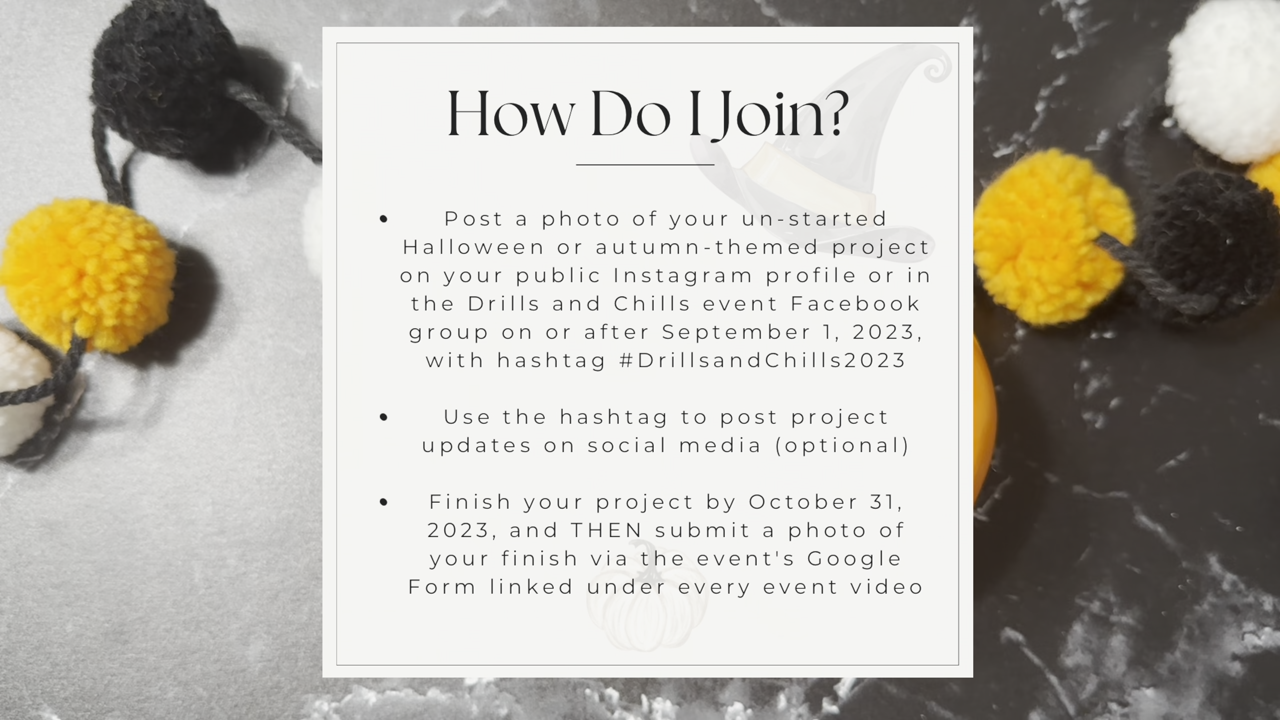 How Do I Join?
• Post a photo of your un-started
Halloween or autumn-themed project
on your public Instagram profile or in
the Drills and Chills event Facebook
group on or after September 1, 2023,
with hashtag #DrillsandChills2023
• Use the hashtag to post project
updates on social media (optional)
• Finish your project by October 31,
2023, and THEN submit a photo of
your finish via the event's Google
Form linked under every event video